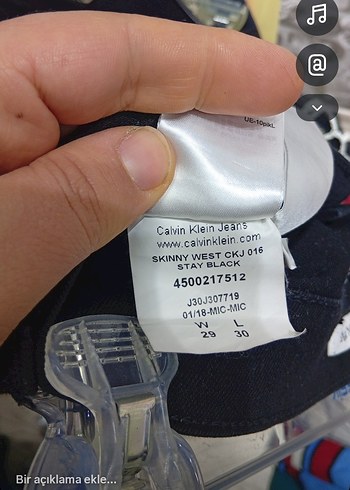 UE-10pikL
Calvin Klein Jeans
www.calvinklein.com
SKINNY WEST CKJ 016
STAY BLACK
4500217512
J30J307719
01/18-MIC-MIC
W L
29 30
Bir açıklama ekle...